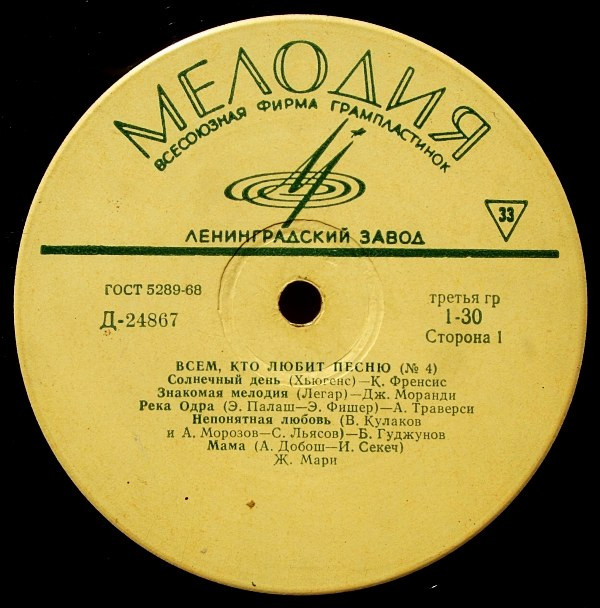 МЕЛОДИЯ
ВСЕСОЮЗНАЯ ФИРМА ГРАМПЛАСТИНОК
33
ЛЕНИНГРАДСКИЙ ЗАВОД
ГОСТ 5289-68
Д-24867
третья гр
1-30
Сторона 1
ВСЕМ, КТО ЛЮБИТ ПЕСНЮ (№ 4)
Солнечный день (Хьюгенс)—К. Френсис
Знакомая мелодия (Легар)—Дж. Моранди
Река Одра (Э. Палаш—Э. Фишер)—А. Траверси
Непонятная любовь (В. Кулаков
и А. Морозов—С. Льясов)—Б. Гуджунов
Мама (А. Добош—И. Секеч)
Ж. Мари